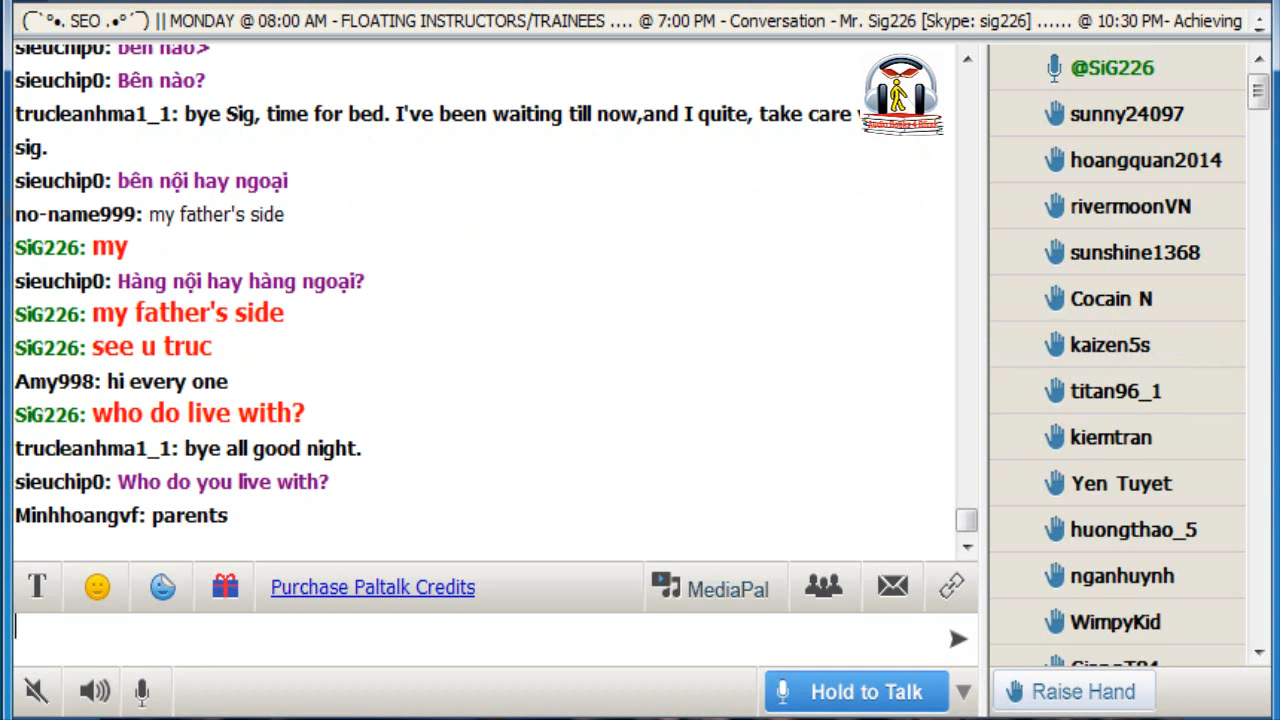 (¯`°•. SEO .•°´¯) || MONDAY @ 08:00 AM - FLOATING INSTRUCTORS/TRAINEES .... @ 7:00 PM - Conversation - Mr. Sig226 [Skype: sig226] ...... @ 10:30 PM- Achieving
sieuchip0: bên nào>
sieuchip0: Bên nào?
trucleanhma1_1: bye Sig, time for bed. I've been waiting till now,and I quite, take care
sig.
sieuchip0: bên nội hay ngoại
no-name999: my father's side
SiG226: my
sieuchip0: Hàng nội hay hàng ngoại?
SiG226: my father's side
SiG226: see u truc
Amy998: hi every one
SiG226: who do live with?
trucleanhma1_1: bye all good night.
sieuchip0: Who do you live with?
Minhhoangvf: parents
Purchase Paltalk Credits
MediaPal
Hold to Talk
@SiG226
sunny24097
hoangquan2014
rivermoonVN
sunshine1368
Cocain N
kaizen5s
titan96_1
kiemtran
Yen Tuyet
huongthao_5
nganhuynh
WimpyKid
Raise Hand